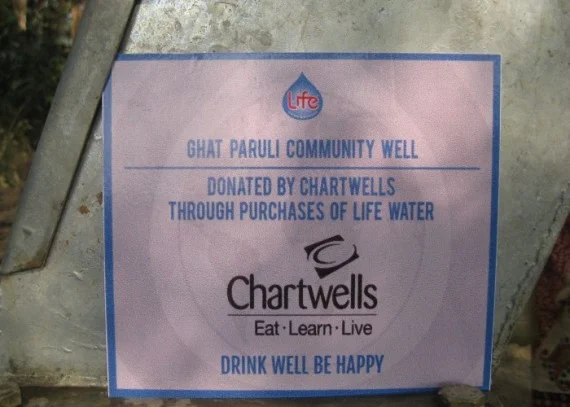 Life
GHAT PARULI COMMUNITY WELL
DONATED BY CHARTWELLS
THROUGH PURCHASES OF LIFE WATER
Chartwells
Eat · Learn · Live
DRINK WELL BE HAPPY